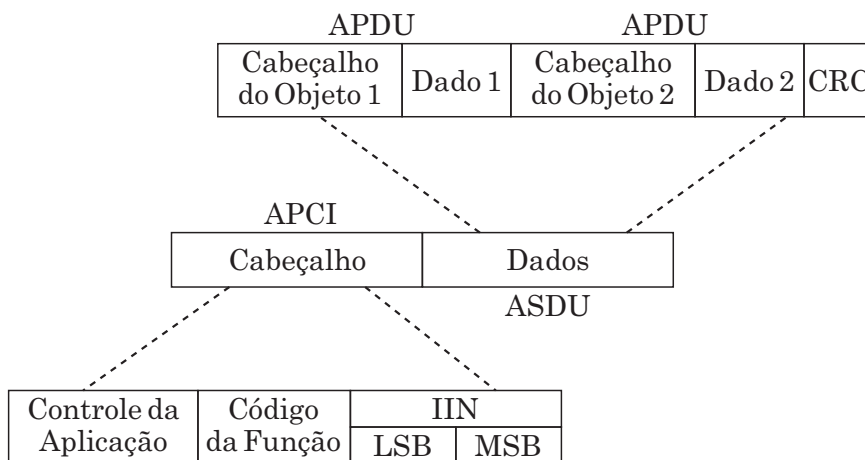 APDU APDU
Cabeçalho do Objeto 1 Dado 1 Cabeçalho do Objeto 2 Dado 2 CRC
APCI
Cabeçalho Dados
ASDU
Controle da Aplicação Código da Função IIN
LSB MSB